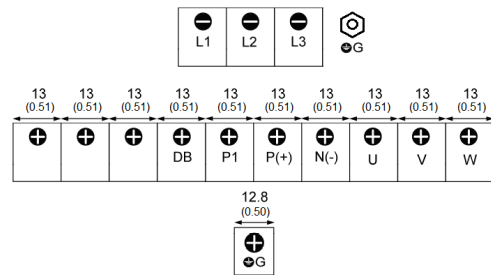 L1 L2 L3
G
13 13 13 13 13 13 13 13 13 13
(0.51) (0.51) (0.51) (0.51) (0.51) (0.51) (0.51) (0.51) (0.51) (0.51)
DB P1 P(+) N(-) U V W
12.8
(0.50)
G